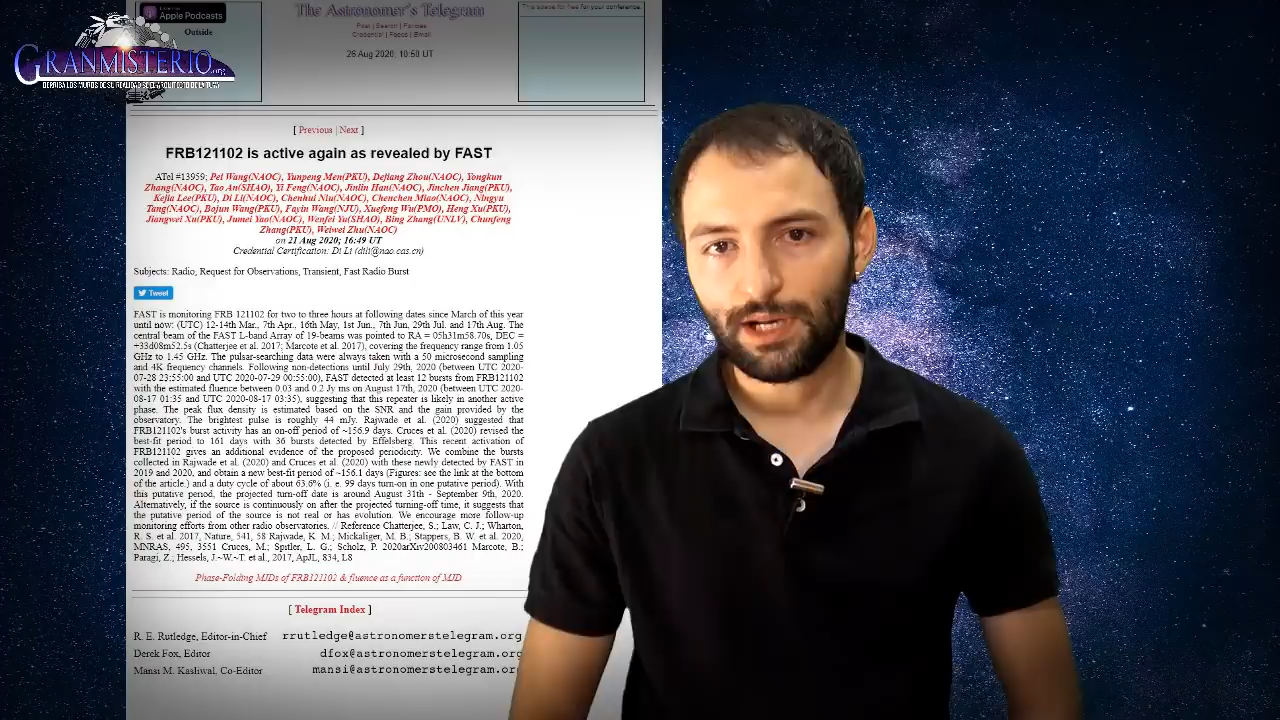 Apple Podcasts
The Astronomer's Telegram
This space for free for your conference.
Outside
Post | Search | Policies
Credential | Feeds | Email
26 Aug 2020; 10:50 UT
GRANMISTERIO.org
[ Previous | Next ]
FRB121102 is active again as revealed by FAST
ATel #13959; Pei Wang(NAOC), Yunpeng Men(PKU), Dejiang Zhou(NAOC), Yongkun
Zhang(NAOC), Tao An(SHAO), Yi Feng(NAOC), Jinlin Han(NAOC), Jinchen Jiang(PKU),
Kejia Lee(PKU), Di Li(NAOC), Chenhui Niu(NAOC), Chenchen Miao(NAOC), Ningyu
Tang(NAOC), Bojun Wang(PKU), Fayin Wang(NJU), Xuefeng Wu(PMO), Heng Xu(PKU),
Jiangwei Xu(PKU), Jumei Yao(NAOC), Wenfei Yu(SHAO), Bing Zhang(UNLV), Chunfeng
Zhang(PKU), Weiwei Zhu(NAOC)
on 21 Aug 2020; 16:49 UT
Credential Certification: Di Li (dili@nao.cas.cn)
Subjects: Radio, Request for Observations, Transient, Fast Radio Burst
Tweet
FAST is monitoring FRB 121102 for two to three hours at following dates since March of this year
until now: (UTC) 12-14th Mar., 7th Apr., 16th May, 1st Jun., 7th Jun, 29th Jul. and 17th Aug. The
central beam of the FAST L-band Array of 19-beams was pointed to RA = 05h31m58.70s, DEC =
+33d08m52.5s (Chatterjee et al. 2017; Marcote et al. 2017), covering the frequency range from 1.05
GHz to 1.45 GHz. The pulsar-searching data were always taken with a 50 microsecond sampling
and 4K frequency channels. Following non-detections until July 29th, 2020 (between UTC 2020-
07-28 23:55:00 and UTC 2020-07-29 00:55:00), FAST detected at least 12 bursts from FRB121102
with the estimated fluence between 0.03 and 0.2 Jy ms on August 17th, 2020 (between UTC 2020-
08-17 01:35 and UTC 2020-08-17 03:35), suggesting that this repeater is likely in another active
phase. The peak flux density is estimated based on the SNR and the gain provided by the
observatory. The brightest pulse is roughly 44 mJy. Rajwade et al. (2020) suggested that
FRB121102's burst activity has an on-off period of ~156.9 days. Cruces et al. (2020) revised the
best-fit period to 161 days with 36 bursts detected by Effelsberg. This recent activation of
FRB121102 gives an additional evidence of the proposed periodicity. We combine the bursts
collected in Rajwade et al. (2020) and Cruces et al. (2020) with these newly detected by FAST in
2019 and 2020, and obtain a new best-fit period of ~156.1 days (Figures: see the link at the bottom
of the article.) and a duty cycle of about 63.6% (i. e. 99 days turn-on in one putative period). With
this putative period, the projected turn-off date is around August 31th - September 9th, 2020.
Alternatively, if the source is continuously on after the projected turning-off time, it suggests that
the putative period of the source is not real or has evolution. We encourage more follow-up
monitoring efforts from other radio observatories. // Reference Chatterjee, S.; Law, C. J.; Wharton,
R. S. et al. 2017, Nature, 541, 58 Rajwade, K. M.; Mickaliger, M. B.; Stappers, B. W. et al. 2020,
MNRAS, 495, 3551 Cruces, M.; Spitler, L. G.; Scholz, P. 2020arXiv200803461 Marcote, B.;
Paragi, Z.; Hessels, J.~W.~T. et al., 2017, ApJL, 834, L8
Phase-Folding MJDs of FRB121102 & fluence as a function of MJD
[ Telegram Index ]
R. E. Rutledge, Editor-in-Chief rrutledge@astronomerstelegram.org
Derek Fox, Editor dfox@astronomerstelegram.org
Mansi M. Kasliwal, Co-Editor mansi@astronomerstelegram.org